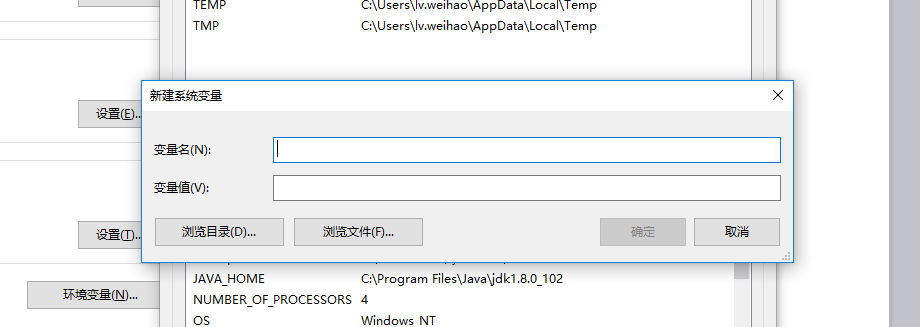 TEMP C:\Users\lv.weihao\AppData\Local\Temp
TMP C:\Users\lv.weihao\AppData\Local\Temp
新建系统变量
设置(E)...
变量名(N):
变量值(V):
设置(T)...
浏览目录(D)...
浏览文件(F)...
确定
取消
JAVA_HOME C:\Program Files\Java\jdk1.8.0_102
环境变量(N)...
NUMBER_OF_PROCESSORS 4
OS Windows_NT